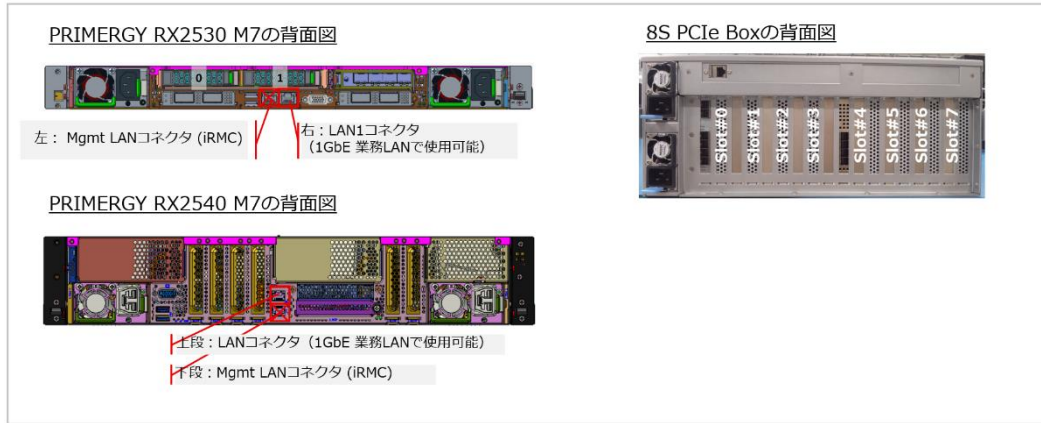 PRIMERGY RX2530 M7の背面図
0
1
左： Mgmt LANコネクタ (iRMC)
右：LAN1コネクタ
（1GbE 業務LANで使用可能）
PRIMERGY RX2540 M7の背面図
上段：LANコネクタ（1GbE 業務LANで使用可能）
下段：Mgmt LANコネクタ (iRMC)
8S PCIe Boxの背面図
Slot#0
Slot#1
Slot#2
Slot#3
Slot#4
Slot#5
Slot#6
Slot#7